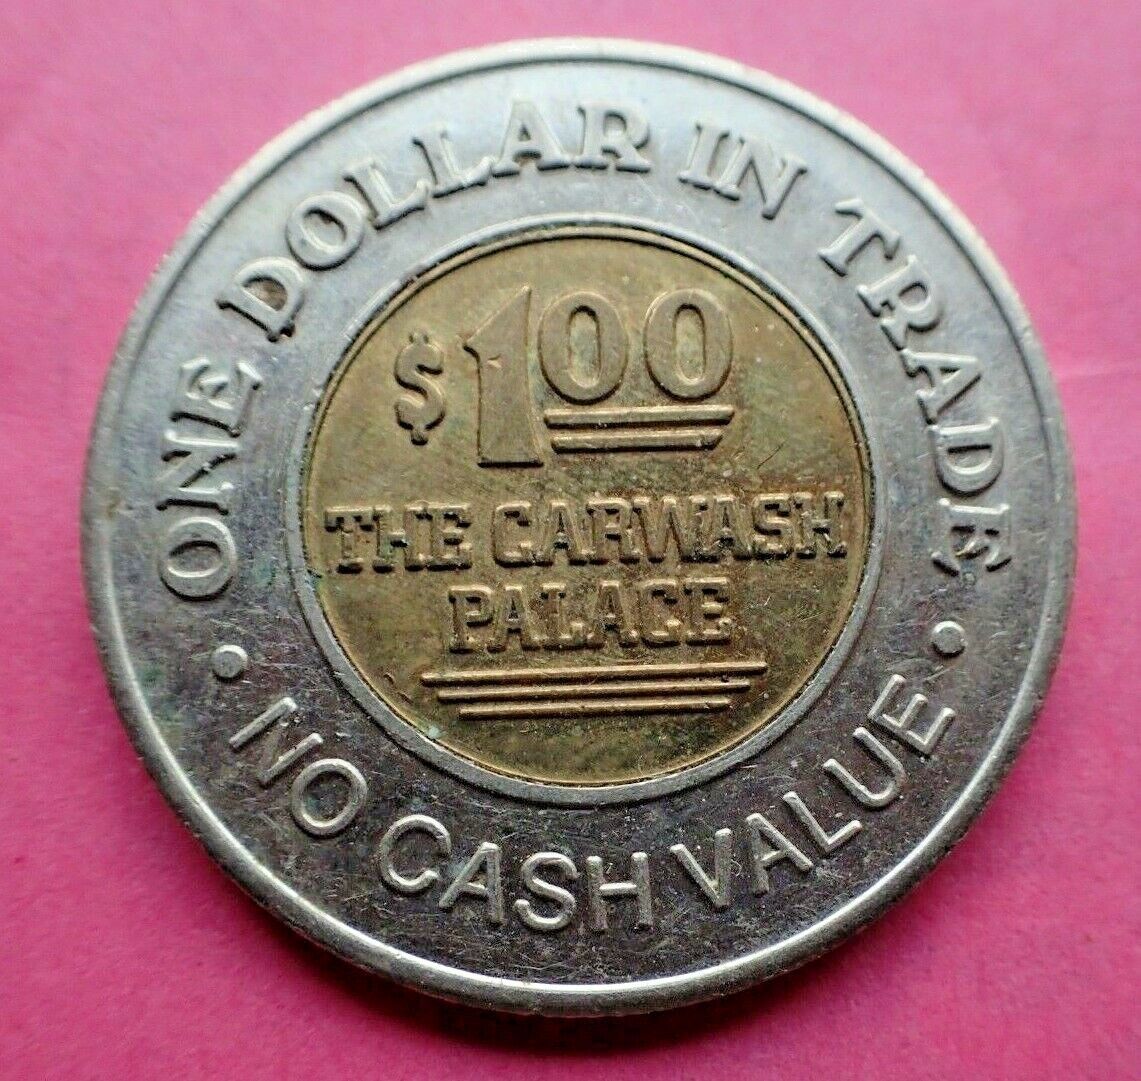 ONE DOLLAR IN TRADE
$1.00
THE CARWASH
PALACE
• NO CASH VALUE •